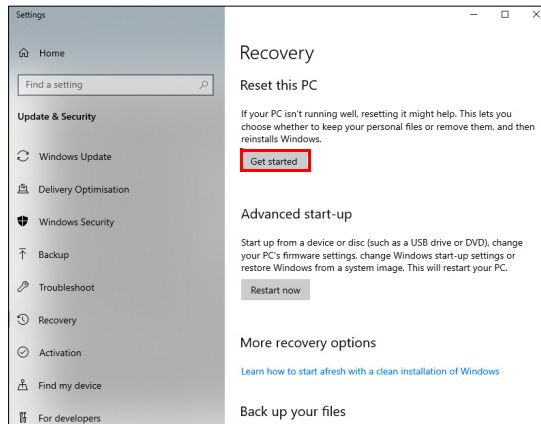 Settings
Home
Find a setting
Update & Security
Windows Update
Delivery Optimisation
Windows Security
Backup
Troubleshoot
Recovery
Activation
Find my device
For developers
Recovery
Reset this PC
If your PC isn't running well, resetting it might help. This lets you
choose whether to keep your personal files or remove them, and then
reinstalls Windows.
Get started
Advanced start-up
Start up from a device or disc (such as a USB drive or DVD), change
your PC's firmware settings, change Windows start-up settings or
restore Windows from a system image. This will restart your PC.
Restart now
More recovery options
Learn how to start afresh with a clean installation of Windows
Back up your files